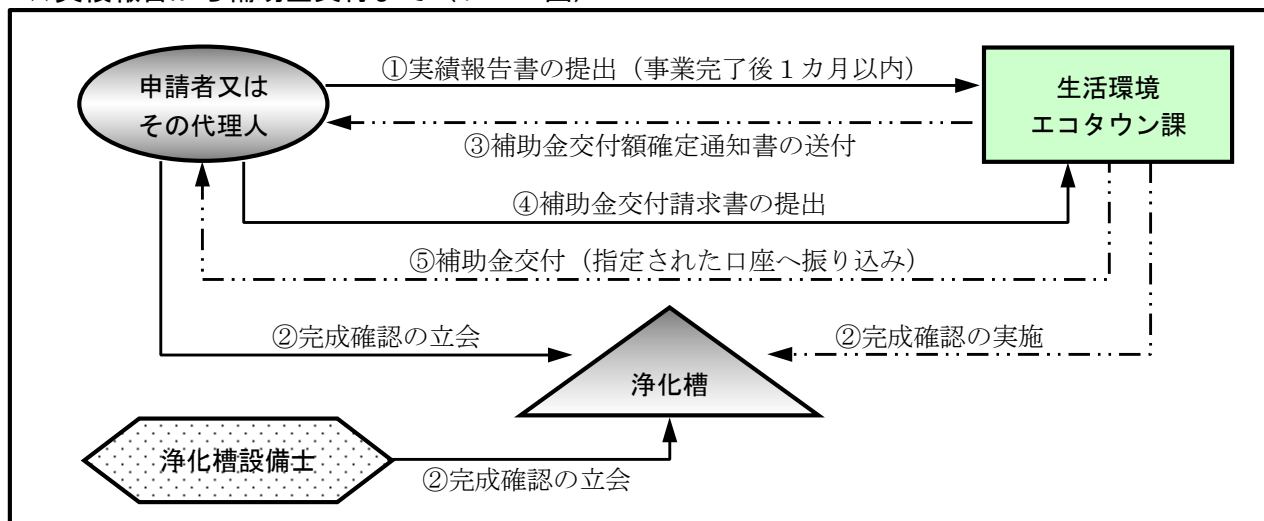 ①実績報告書の提出（事業完了後１カ月以内）
申請者又は
その代理人
生活環境
エコタウン課
③補助金交付額確定通知書の送付
④補助金交付請求書の提出
⑤補助金交付（指定された口座へ振り込み）
②完成確認の立会
②完成確認の実施
浄化槽
浄化槽設備士
②完成確認の立会